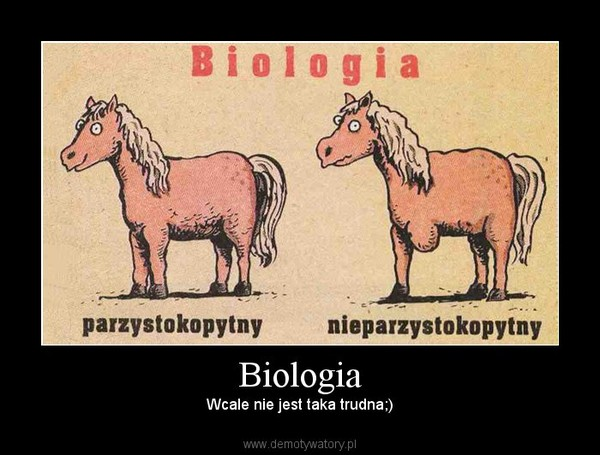 Biologia
parzystokopytny nieparzystokopytny
Biologia
Wcale nie jest taka trudna;)
www.demotywatory.pl